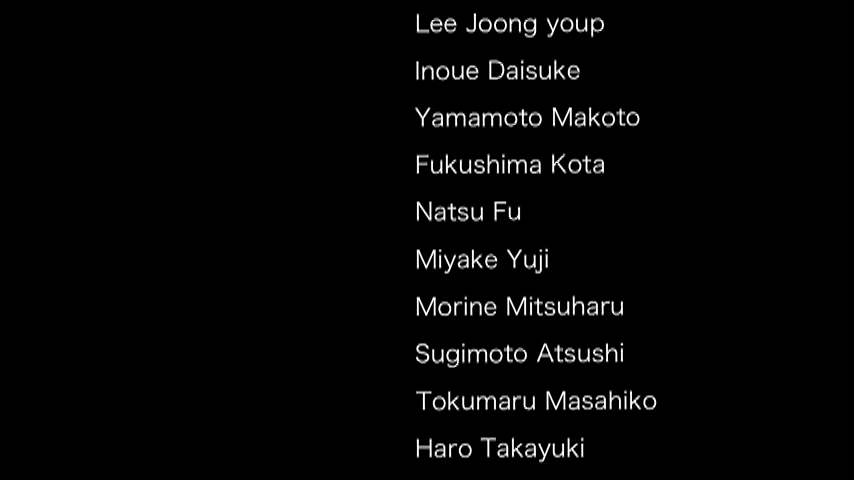 Lee Joong youp
Inoue Daisuke
Yamamoto Makoto
Fukushima Kota
Natsu Fu
Miyake Yuji
Morine Mitsuharu
Sugimoto Atsushi
Tokumaru Masahiko
Haro Takayuki